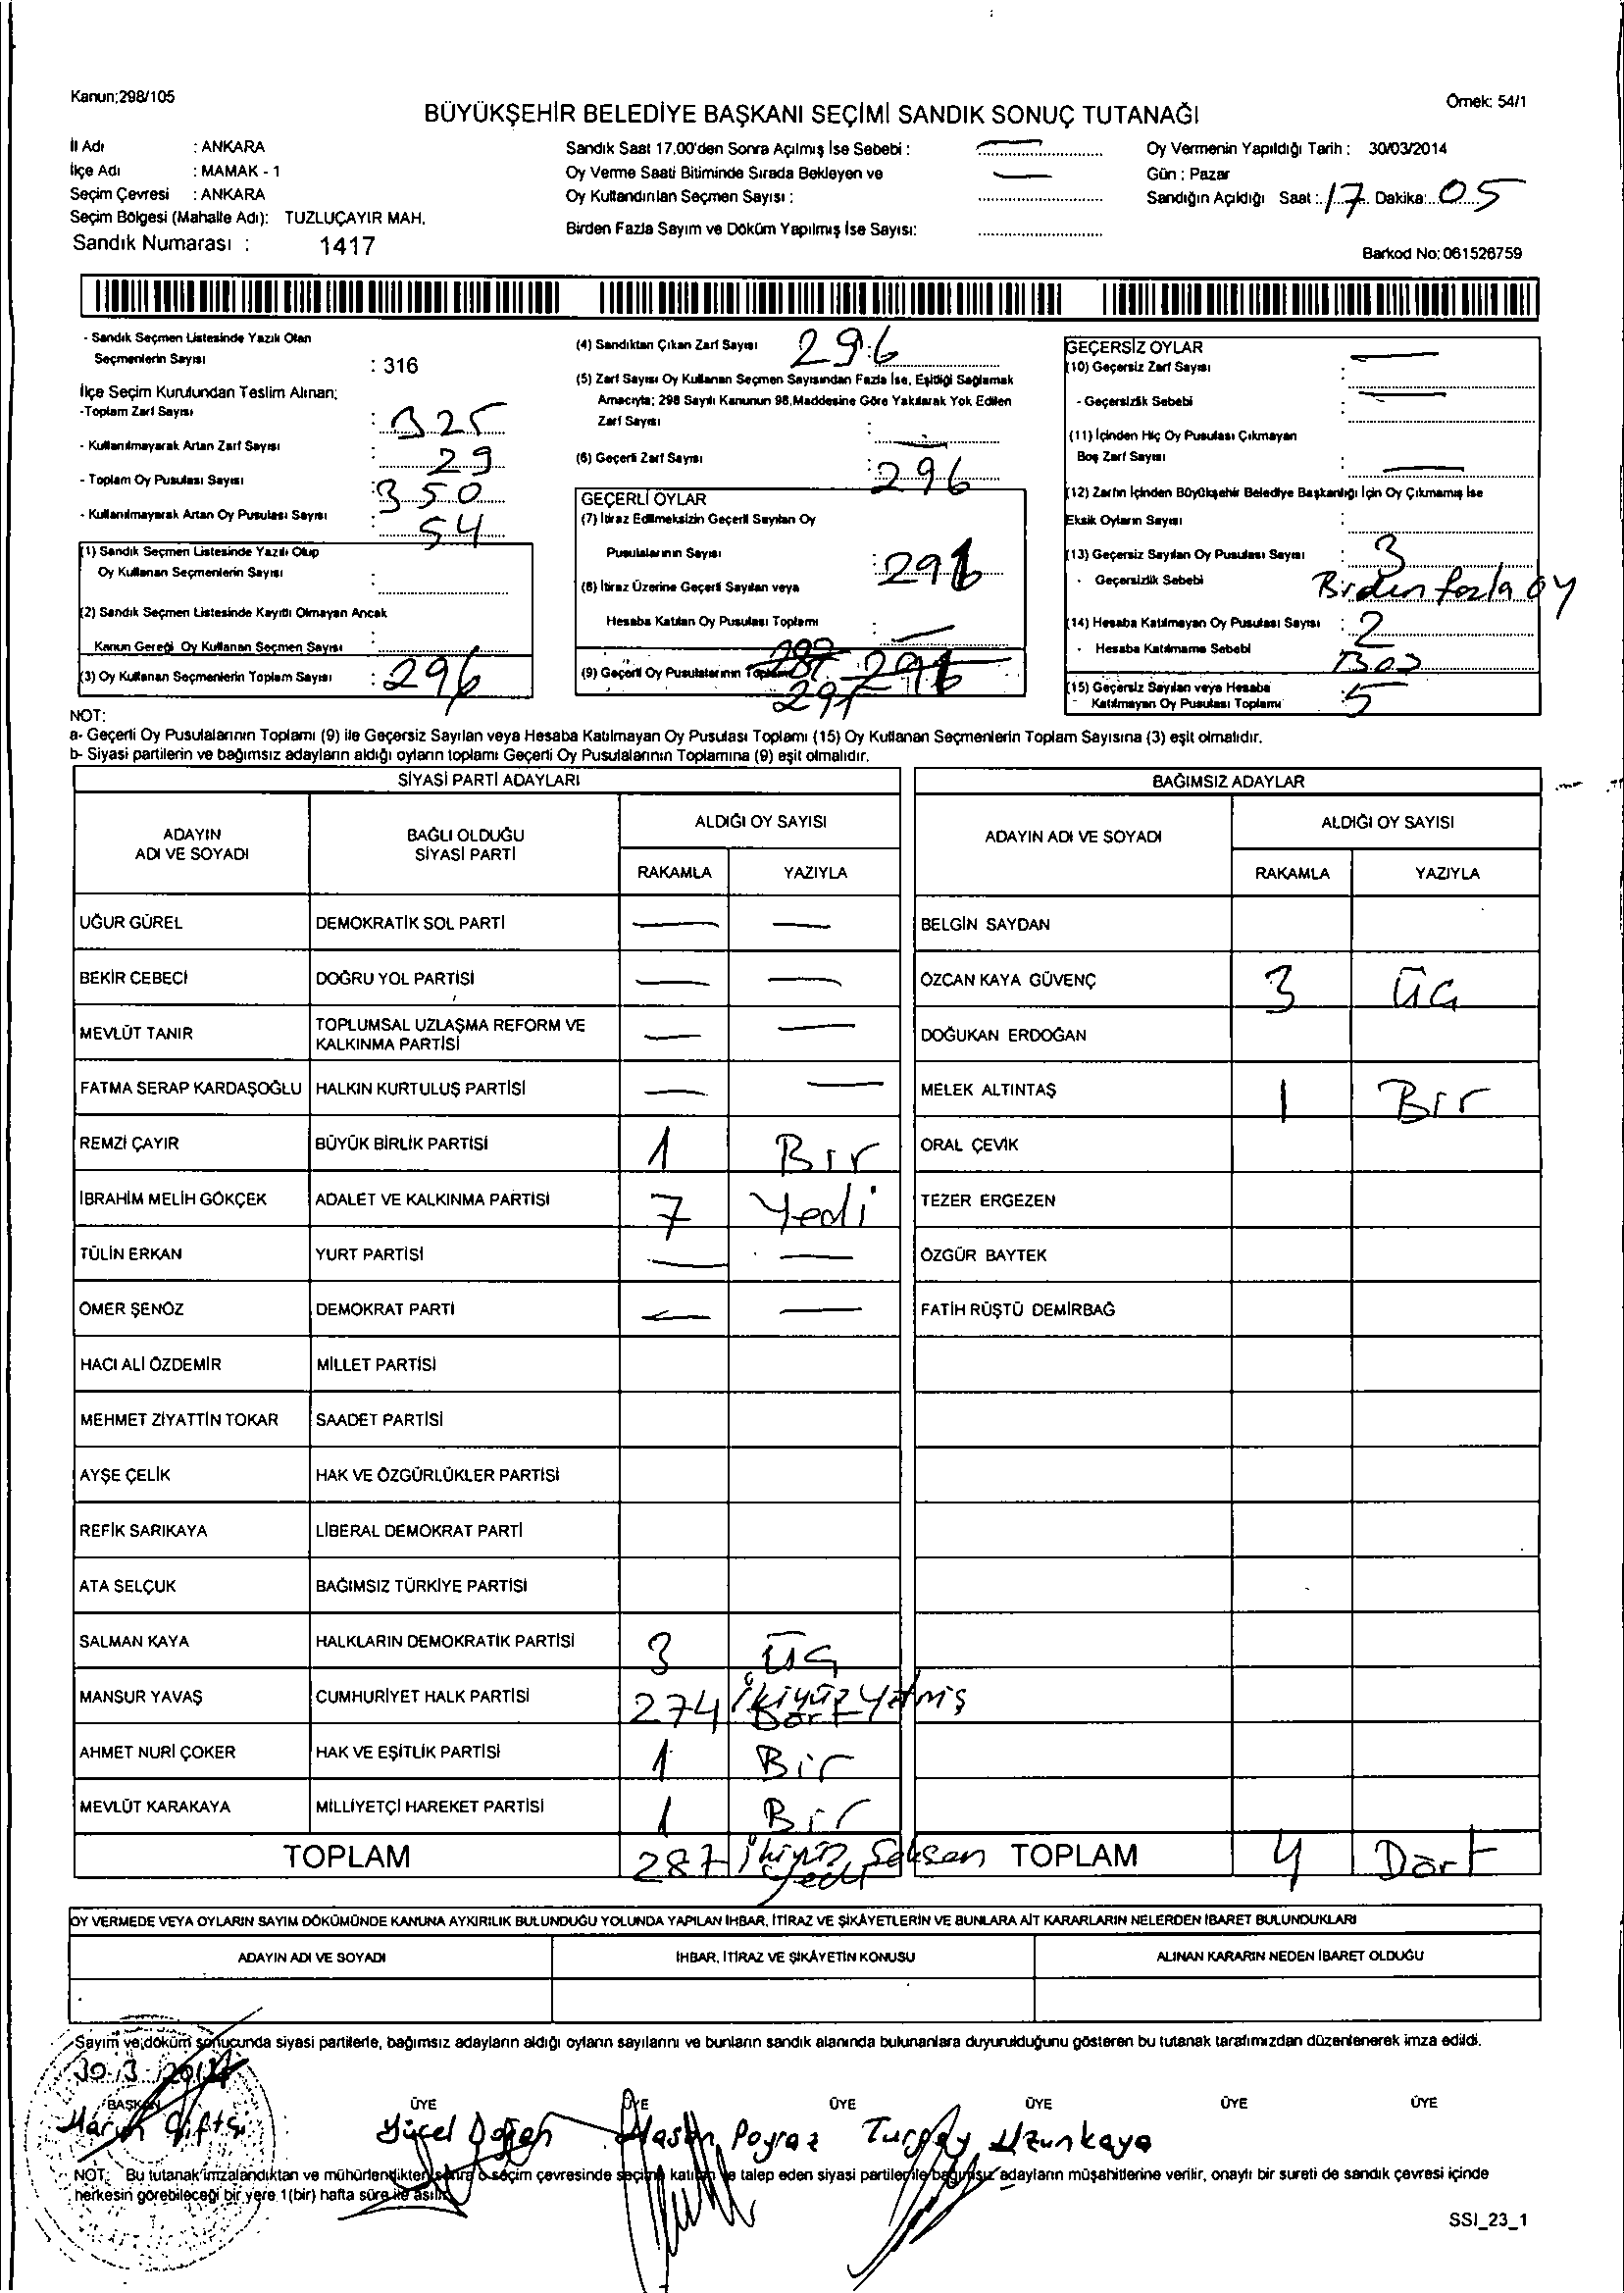 Kanun;298/105
Örnek: 54/1
BÜYÜKŞEHİR BELEDİYE BAŞKANI SEÇİMİ SANDIK SONUÇ TUTANAĞI
İl Adı : ANKARA
İlçe Adı : MAMAK - 1
Seçim Çevresi : ANKARA
Seçim Bölgesi (Mahalle Adı): TUZLUÇAYIR MAH.
Sandık Numarası : 1417
Sandık Saat 17.00'den Sonra Açılmış İse Sebebi :
Oy Verme Saati Bitiminde Sırada Bekleyen ve
Oy Kullandırılan Seçmen Sayısı :
Birden Fazla Sayım ve Döküm Yapılmış İse Sayısı:
Oy Vermenin Yapıldığı Tarih : 30/03/2014
Gün : Pazar
Sandığın Açıldığı Saat : 17 Dakika: 05
Barkod No: 061526759
- Sandık Seçmen Listesinde Yazılı Olan
Seçmenlerin Sayısı : 316
İlçe Seçim Kurulundan Teslim Alınan;
-Toplam Zarf Sayısı : 325
- Kullanılmayarak Artan Zarf Sayısı : 29
- Toplam Oy Pusulası Sayısı : 350
- Kullanılmayarak Artan Oy Pusulası Sayısı : 54
(1) Sandık Seçmen Listesinde Yazılı Olup
Oy Kullanan Seçmenlerin Sayısı :
(2) Sandık Seçmen Listesinde Kayıtlı Olmayan Ancak
Kanun Gereği Oy Kullanan Seçmen Sayısı :
(3) Oy Kullanan Seçmenlerin Toplam Sayısı : 296
(4) Sandıktan Çıkan Zarf Sayısı 296
(5) Zarf Sayısı Oy Kullanan Seçmen Sayısından Fazla İse, Eşitliği Sağlamak
Amacıyla; 298 Sayılı Kanunun 98.Maddesine Göre Yakılarak Yok Edilen
Zarf Sayısı :
(6) Geçerli Zarf Sayısı : 296
GEÇERLİ OYLAR
(7) İtiraz Edilmeksizin Geçerli Sayılan Oy
Pusulalarının Sayısı : 291
(8) İtiraz Üzerine Geçerli Sayılan veya
Hesaba Katılan Oy Pusulası Toplamı :
(9) Geçerli Oy Pusulalarının Toplamı 291
GEÇERSİZ OYLAR
(10) Geçersiz Zarf Sayısı :
- Geçersizlik Sebebi :
(11) İçinden Hiç Oy Pusulası Çıkmayan
Boş Zarf Sayısı :
(12) Zarfın İçinden Büyükşehir Belediye Başkanlığı İçin Oy Çıkmamış İse
Eksik Oyların Sayısı :
(13) Geçersiz Sayılan Oy Pusulası Sayısı : 3
- Geçersizlik Sebebi Birden fazla oy
(14) Hesaba Katılmayan Oy Pusulası Sayısı : 2
- Hesaba Katılmama Sebebi Boş
(15) Geçersiz Sayılan veya Hesaba
Katılmayan Oy Pusulası Toplamı : 5
NOT:
a- Geçerli Oy Pusulalarının Toplamı (9) ile Geçersiz Sayılan veya Hesaba Katılmayan Oy Pusulası Toplamı (15) Oy Kullanan Seçmenlerin Toplam Sayısına (3) eşit olmalıdır.
b- Siyasi partilerin ve bağımsız adayların aldığı oyların toplamı Geçerli Oy Pusulalarının Toplamına (9) eşit olmalıdır.
SİYASİ PARTİ ADAYLARI
ADAYIN ADI VE SOYADI
BAĞLI OLDUĞU SİYASİ PARTİ
ALDIĞI OY SAYISI
RAKAMLA YAZIYLA
UĞUR GÜREL DEMOKRATİK SOL PARTİ — —
BEKİR CEBECİ DOĞRU YOL PARTİSİ — —
MEVLÜT TANIR TOPLUMSAL UZLAŞMA REFORM VE KALKINMA PARTİSİ — —
FATMA SERAP KARDAŞOĞLU HALKIN KURTULUŞ PARTİSİ — —
REMZİ ÇAYIR BÜYÜK BİRLİK PARTİSİ 1 Bir
İBRAHİM MELİH GÖKÇEK ADALET VE KALKINMA PARTİSİ 7 Yedi
TÜLİN ERKAN YURT PARTİSİ — —
ÖMER ŞENÖZ DEMOKRAT PARTİ — —
HACI ALİ ÖZDEMİR MİLLET PARTİSİ
MEHMET ZİYATTİN TOKAR SAADET PARTİSİ
AYŞE ÇELİK HAK VE ÖZGÜRLÜKLER PARTİSİ
REFİK SARIKAYA LİBERAL DEMOKRAT PARTİ
ATA SELÇUK BAĞIMSIZ TÜRKİYE PARTİSİ
SALMAN KAYA HALKLARIN DEMOKRATİK PARTİSİ 3 ÜÇ
MANSUR YAVAŞ CUMHURİYET HALK PARTİSİ 274 İkiyüz Yetmiş Dört
AHMET NURİ ÇOKER HAK VE EŞİTLİK PARTİSİ 1 Bir
MEVLÜT KARAKAYA MİLLİYETÇİ HAREKET PARTİSİ 1 Bir
TOPLAM 287 İkiyüz Seksen Yedi
BAĞIMSIZ ADAYLAR
ADAYIN ADI VE SOYADI
ALDIĞI OY SAYISI
RAKAMLA YAZIYLA
BELGİN SAYDAN
ÖZCAN KAYA GÜVENÇ 3 ÜÇ
DOĞUKAN ERDOĞAN
MELEK ALTINTAŞ 1 Bir
ORAL ÇEVİK
TEZER ERGEZEN
ÖZGÜR BAYTEK
FATİH RÜŞTÜ DEMİRBAĞ
TOPLAM 4 Dört
OY VERMEDE VEYA OYLARIN SAYIM DÖKÜMÜNDE KANUNA AYKIRILIK BULUNDUĞU YOLUNDA YAPILAN İHBAR, İTİRAZ VE ŞİKÂYETLERİN VE BUNLARA AİT KARARLARIN NELERDEN İBARET BULUNDUKLARI
ADAYIN ADI VE SOYADI İHBAR, İTİRAZ VE ŞİKÂYETİN KONUSU ALINAN KARARIN NEDEN İBARET OLDUĞU
Sayım ve döküm sonucunda siyasi partilerle, bağımsız adayların aldığı oyların sayılarını ve bunların sandık alanında bulunanlara duyurulduğunu gösteren bu tutanak tarafımızdan düzenlenerek imza edildi.
30.3.2014
BAŞKAN ÜYE ÜYE ÜYE ÜYE ÜYE ÜYE
Harun Çiftçi Yücel Doğan Hasan Poyraz Turgay Uzunkaya
NOT: Bu tutanak imzalandıktan ve mühürlendikten sonra o seçim çevresinde seçime katılan ve talep eden siyasi partiler ile bağımsız adayların müşahitlerine verilir, onaylı bir sureti de sandık çevresi içinde
herkesin görebileceği bir yere 1(bir) hafta süre ile asılır.
SSI_23_1